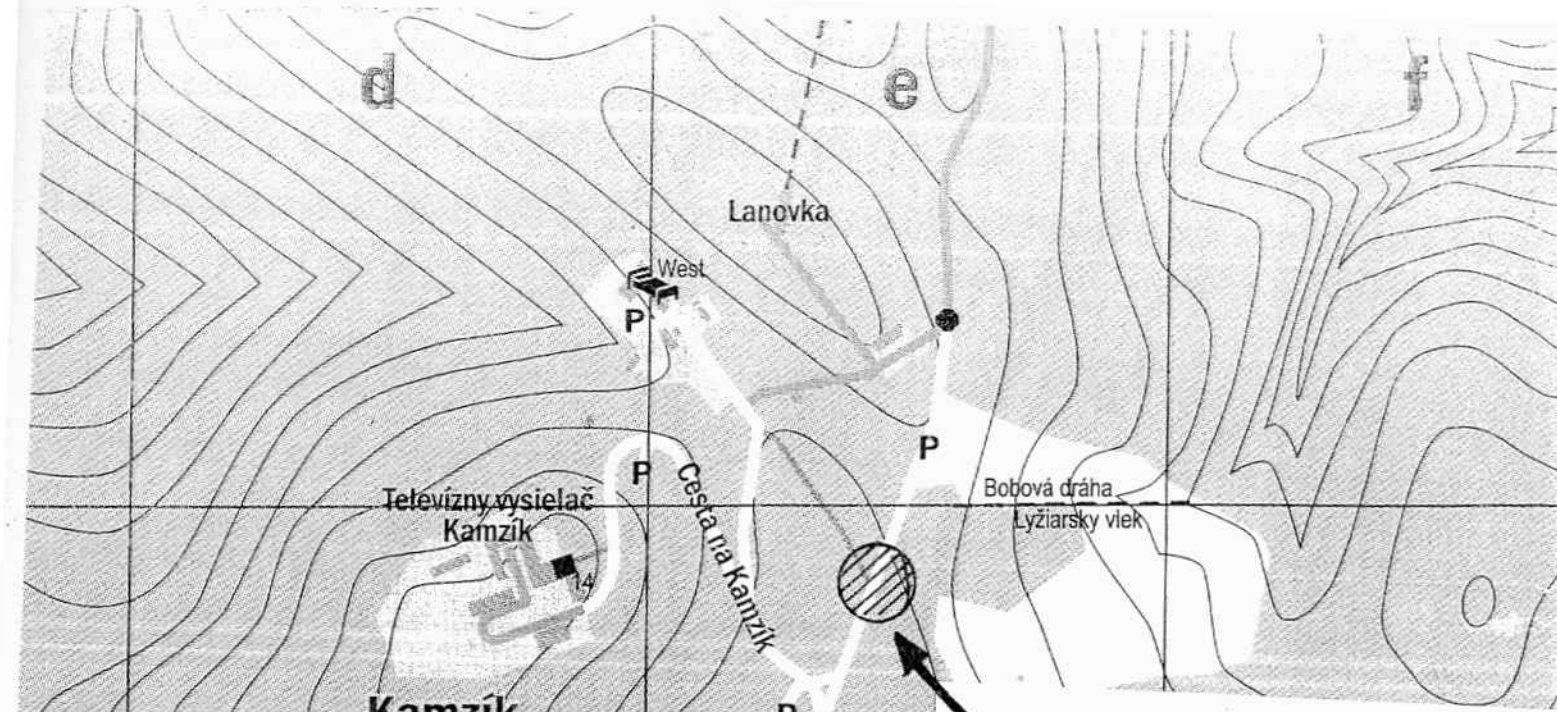 d
e
f
Lanovka
West
P
P
P
Bobová dráha
Lyžiarsky vlek
Televízny vysielač
Kamzík
14
Cesta na Kamzík
Kamzík
P